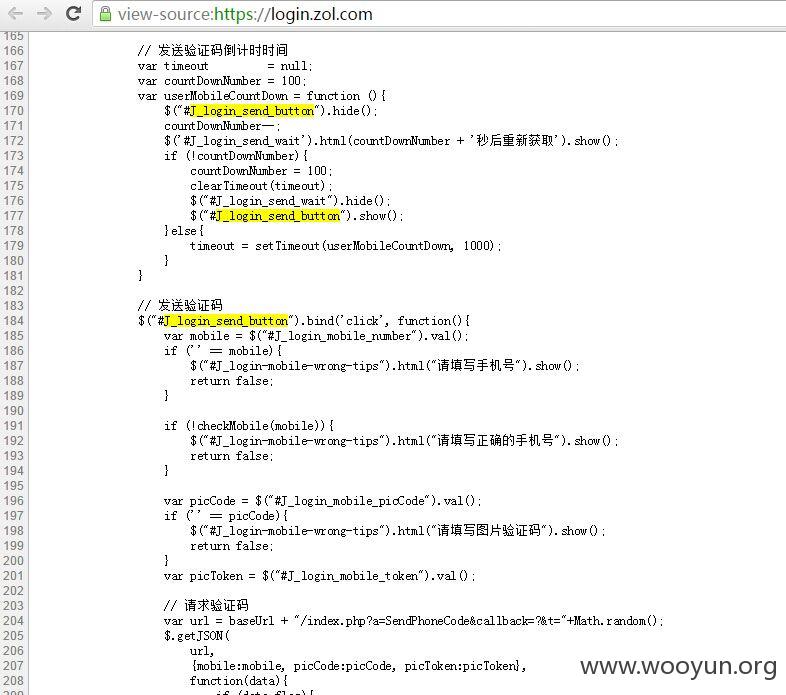 view-source:https://login.zol.com
165
166 // 发送验证码倒计时时间
167 var timeout = null;
168 var countDownNumber = 100;
169 var userMobileCountDown = function (){
170 $("#J_login_send_button").hide();
171 countDownNumber--;
172 $('#J_login_send_wait').html(countDownNumber + '秒后重新获取').show();
173 if (!countDownNumber){
174 countDownNumber = 100;
175 clearTimeout(timeout);
176 $("#J_login_send_wait").hide();
177 $("#J_login_send_button").show();
178 }else{
179 timeout = setTimeout(userMobileCountDown, 1000);
180 }
181 }
182
183 // 发送验证码
184 $("#J_login_send_button").bind('click', function(){
185 var mobile = $("#J_login_mobile_number").val();
186 if ('' == mobile){
187 $("#J_login-mobile-wrong-tips").html("请填写手机号").show();
188 return false;
189 }
190
191 if (!checkMobile(mobile)){
192 $("#J_login-mobile-wrong-tips").html("请填写正确的手机号").show();
193 return false;
194 }
195
196 var picCode = $("#J_login_mobile_picCode").val();
197 if ('' == picCode){
198 $("#J_login-mobile-wrong-tips").html("请填写图片验证码").show();
199 return false;
200 }
201 var picToken = $("#J_login_mobile_token").val();
202
203 // 请求验证码
204 var url = baseUrl + "/index.php?a=SendPhoneCode&callback=?&t="+Math.random();
205 $.getJSON(
206 url,
207 {mobile:mobile, picCode:picCode, picToken:picToken},
208 function(data){
www.wooyun.org